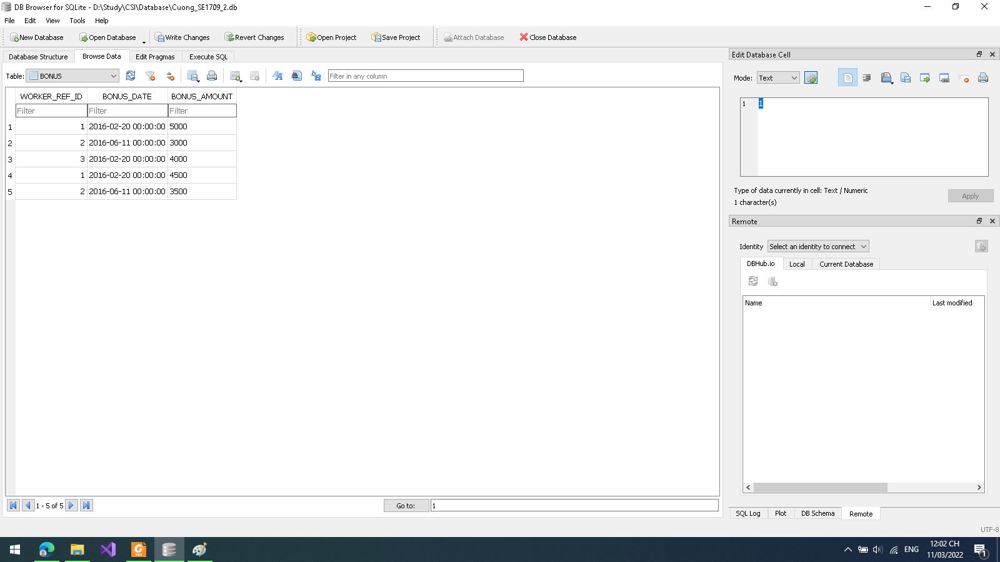 DB Browser for SQLite - D:\Study\CSI\Database\Cuong_SE1709_2.db
File Edit View Tools Help
New Database Open Database Write Changes Revert Changes Open Project Save Project Attach Database Close Database
Database Structure Browse Data Edit Pragmas Execute SQL
Table: BONUS Filter in any column
WORKER_REF_ID BONUS_DATE BONUS_AMOUNT
Filter Filter Filter
1 1 2016-02-20 00:00:00 5000
2 2 2016-06-11 00:00:00 3000
3 3 2016-02-20 00:00:00 4000
4 1 2016-02-20 00:00:00 4500
5 2 2016-06-11 00:00:00 3500
1 - 5 of 5 Go to: 1
Edit Database Cell
Mode: Text
1 1
Type of data currently in cell: Text / Numeric
1 character(s)
Apply
Remote
Identity Select an identity to connect
DBHub.io Local Current Database
Name Last modified
SQL Log Plot DB Schema Remote
UTF-8
PDF
ENG
12:02 CH
11/03/2022
1